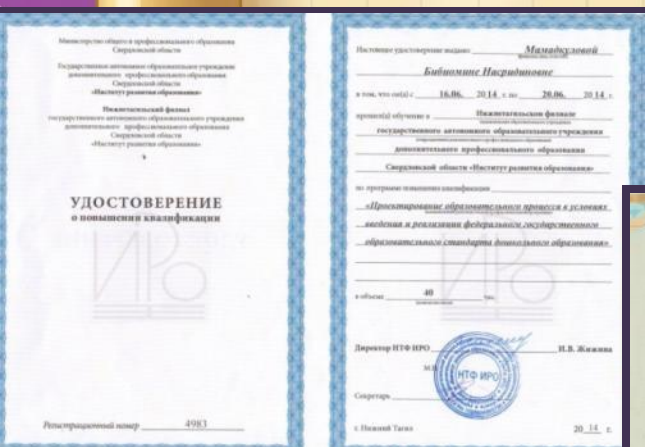 Министерство общего и профессионального образования
Свердловской области
Государственное автономное образовательное учреждение
дополнительного профессионального образования
Свердловской области
«Институт развития образования»
Нижнетагильский филиал
государственного автономного образовательного учреждения
дополнительного профессионального образования
Свердловской области
«Институт развития образования»
УДОСТОВЕРЕНИЕ
о повышении квалификации
ИРО
Регистрационный номер 4983
Настоящее удостоверение выдано Мамадкуловой
Бибиомине Насридиновне
в том, что он(а) с 16.06. 2014 г. по 20.06. 2014 г.
прошел(а) обучение в Нижнетагильском филиале
государственного автономного образовательного учреждения
дополнительного профессионального образования
Свердловской области «Институт развития образования»
по программе повышения квалификации
«Проектирование образовательного процесса в условиях
введения и реализации федерального государственного
образовательного стандарта дошкольного образования»
в объеме 40 час.
ИРО
Директор НТФ ИРО И.В. Жижина
М.П.
НТФ ИРО
Секретарь
г. Нижний Тагил 2014 г.